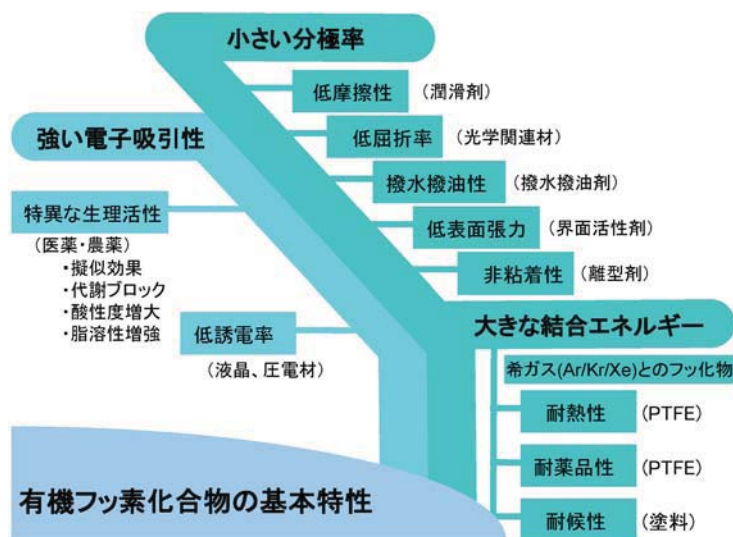 小さい分極率
低摩擦性 (潤滑剤)
強い電子吸引性
低屈折率 (光学関連材)
撥水撥油性 (撥水撥油剤)
特異な生理活性
(医薬・農薬)
・擬似効果
・代謝ブロック
・酸性度増大
・脂溶性増強
低表面張力 (界面活性剤)
非粘着性 (離型剤)
低誘電率
(液晶、圧電材)
大きな結合エネルギー
希ガス(Ar/Kr/Xe)とのフッ化物
耐熱性 (PTFE)
耐薬品性 (PTFE)
耐候性 (塗料)
有機フッ素化合物の基本特性